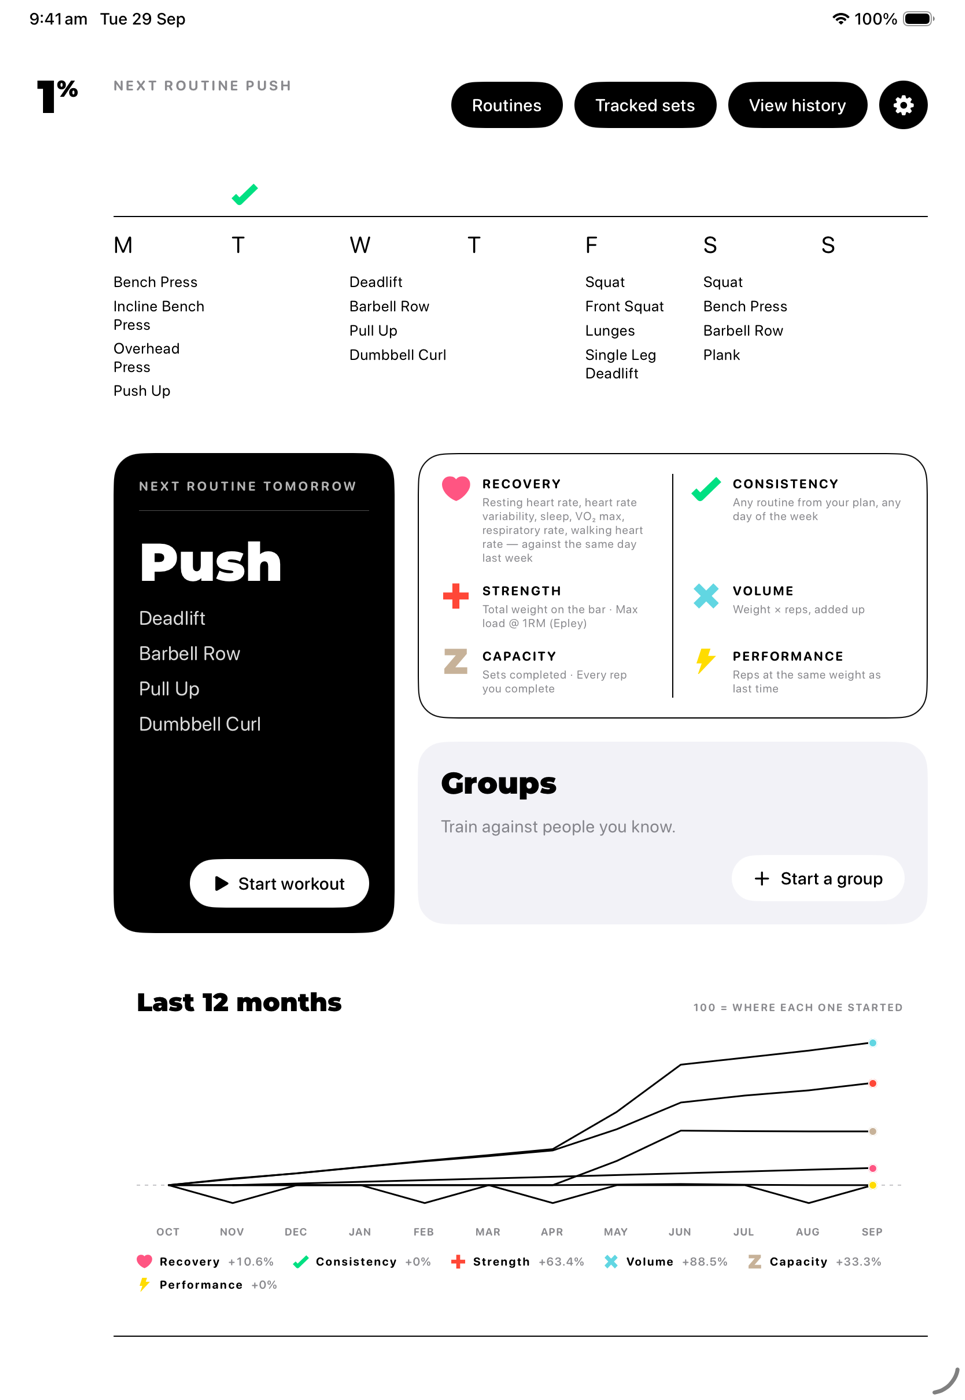 9:41 am Tue 29 Sep
100%
1%
NEXT ROUTINE PUSH
Routines
Tracked sets
View history
M
T
W
T
F
S
S
Bench Press
Incline Bench
Press
Overhead
Press
Push Up
Deadlift
Barbell Row
Pull Up
Dumbbell Curl
Squat
Front Squat
Lunges
Single Leg
Deadlift
Squat
Bench Press
Barbell Row
Plank
NEXT ROUTINE TOMORROW
Push
Deadlift
Barbell Row
Pull Up
Dumbbell Curl
Start workout
RECOVERY
Resting heart rate, heart rate
variability, sleep, VO₂ max,
respiratory rate, walking heart
rate — against the same day
last week
CONSISTENCY
Any routine from your plan, any
day of the week
STRENGTH
Total weight on the bar · Max
load @ 1RM (Epley)
VOLUME
Weight × reps, added up
CAPACITY
Sets completed · Every rep
you complete
PERFORMANCE
Reps at the same weight as
last time
Groups
Train against people you know.
Start a group
Last 12 months
100 = WHERE EACH ONE STARTED
OCT NOV DEC JAN FEB MAR APR MAY JUN JUL AUG SEP
Recovery +10.6% Consistency +0% Strength +63.4% Volume +88.5% Capacity +33.3%
Performance +0%